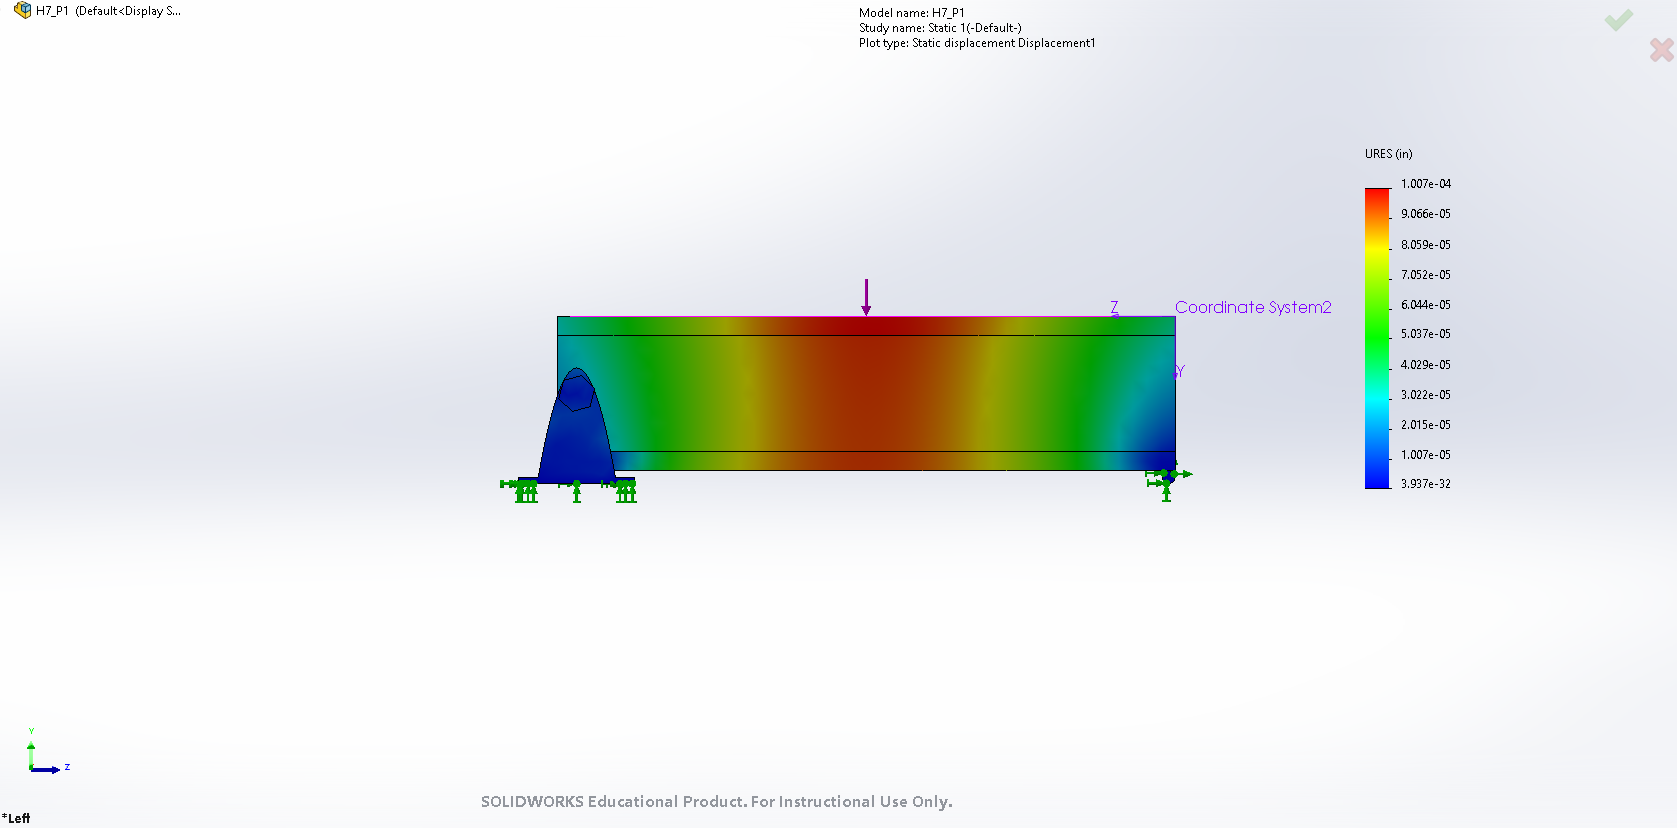 H7_P1 (Default<Display S...
Model name: H7_P1
Study name: Static 1(-Default-)
Plot type: Static displacement Displacement1
URES (in)
1.007e-04
9.066e-05
8.059e-05
7.052e-05
6.044e-05
5.037e-05
4.029e-05
3.022e-05
2.015e-05
1.007e-05
3.937e-32
Z
Coordinate System2
Y
Y
Z
SOLIDWORKS Educational Product. For Instructional Use Only.
*Left